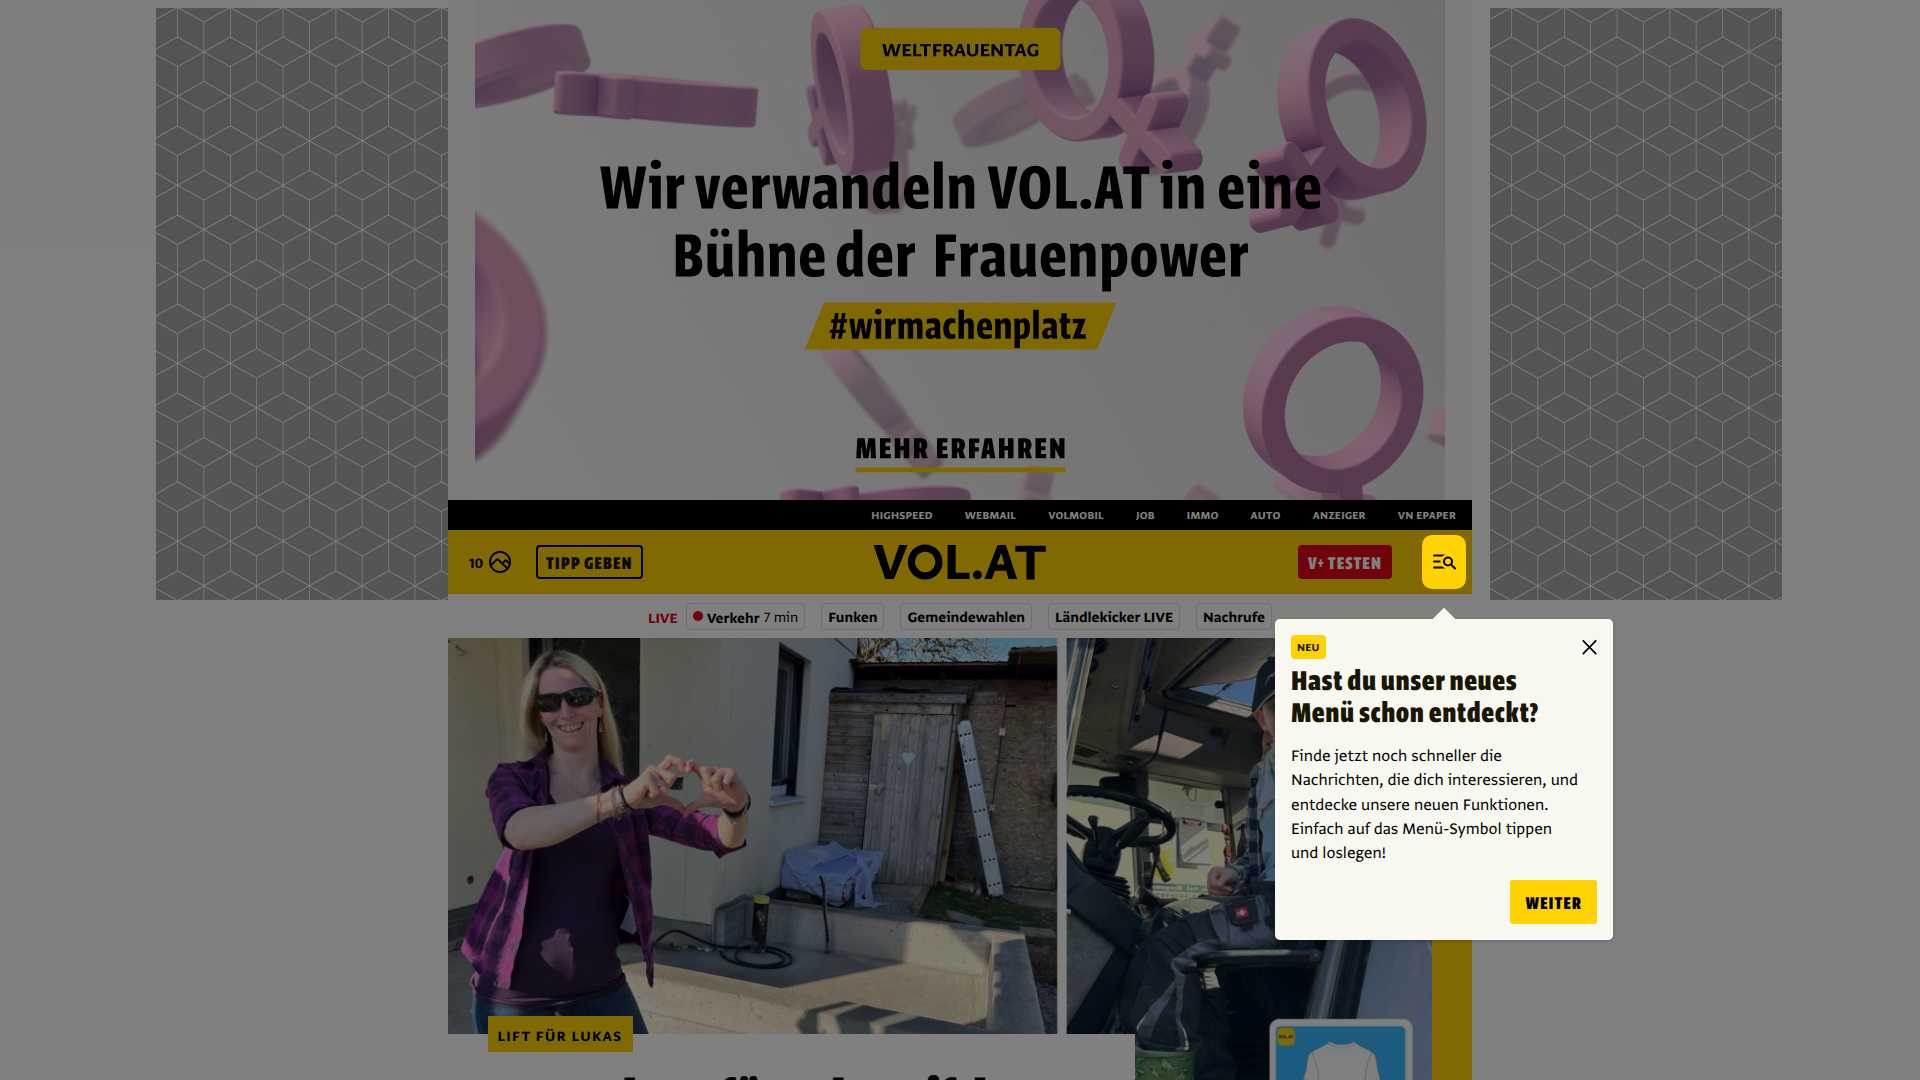 WELTFRAUENTAG
Wir verwandeln VOL.AT in eine
Bühne der Frauenpower
#wirmachenplatz
MEHR ERFAHREN
HIGHSPEED WEBMAIL VOLMOBIL JOB IMMO AUTO ANZEIGER VN EPAPER
10 TIPP GEBEN VOL.AT V+ TESTEN
LIVE Verkehr 7 min Funken Gemeindewahlen Ländlekicker LIVE Nachrufe
NEU
Hast du unser neues
Menü schon entdeckt?
Finde jetzt noch schneller die
Nachrichten, die dich interessieren, und
entdecke unsere neuen Funktionen.
Einfach auf das Menü-Symbol tippen
und loslegen!
WEITER
LIFT FÜR LUKAS